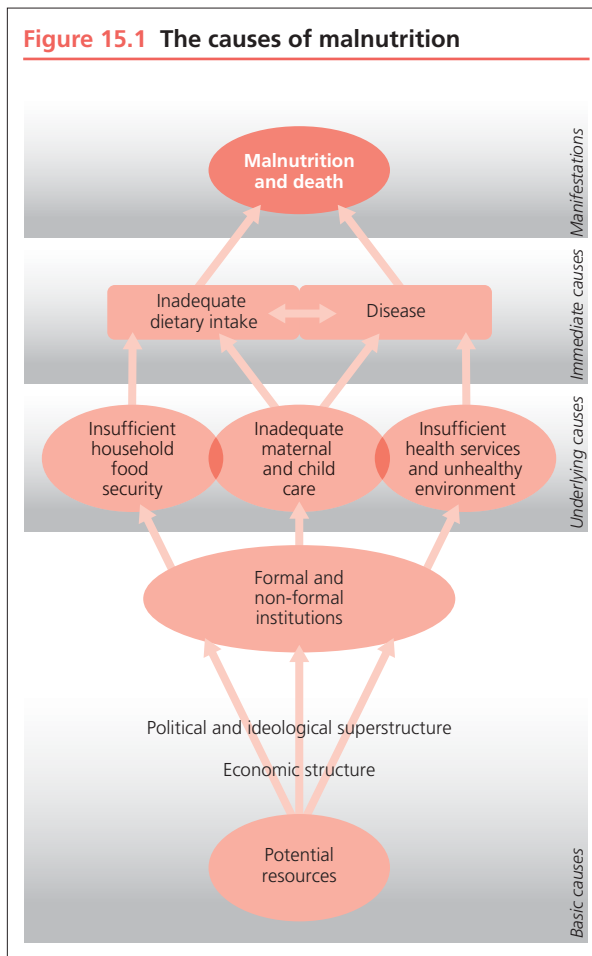 Figure 15.1 The causes of malnutrition
Malnutrition
and death
Manifestations
Inadequate
dietary intake
Disease
Immediate causes
Insufficient
household
food
security
Inadequate
maternal
and child
care
Insufficient
health services
and unhealthy
environment
Underlying causes
Formal and
non-formal
institutions
Political and ideological superstructure
Economic structure
Potential
resources
Basic causes